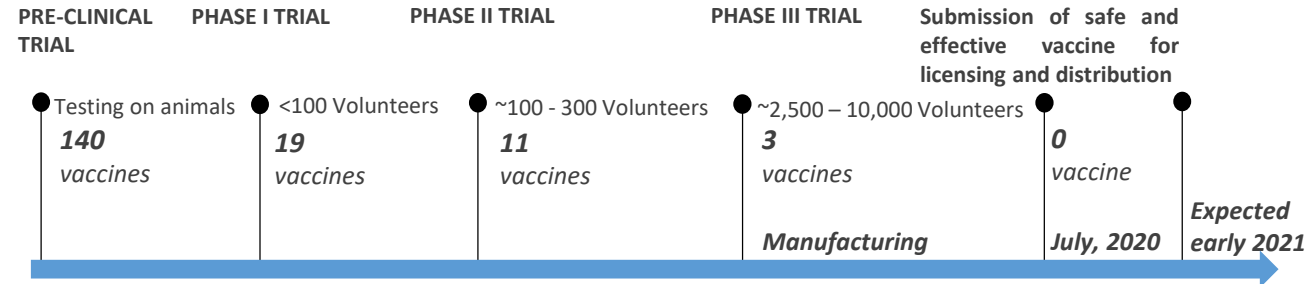 PRE-CLINICAL
TRIAL
PHASE I TRIAL
PHASE II TRIAL
PHASE III TRIAL
Submission of safe and
effective vaccine for
licensing and distribution
Testing on animals
140
vaccines
<100 Volunteers
19
vaccines
~100 - 300 Volunteers
11
vaccines
~2,500 – 10,000 Volunteers
3
vaccines
Manufacturing
0
vaccine
July, 2020
Expected
early 2021